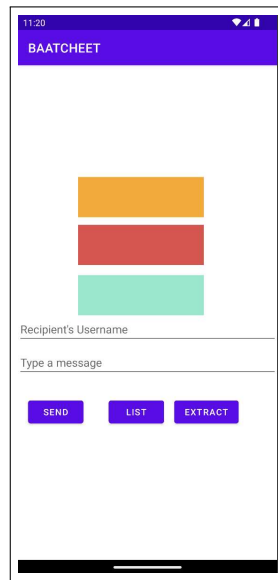 11:20
BAATCHEET
Recipient's Username
Type a message
SEND LIST EXTRACT